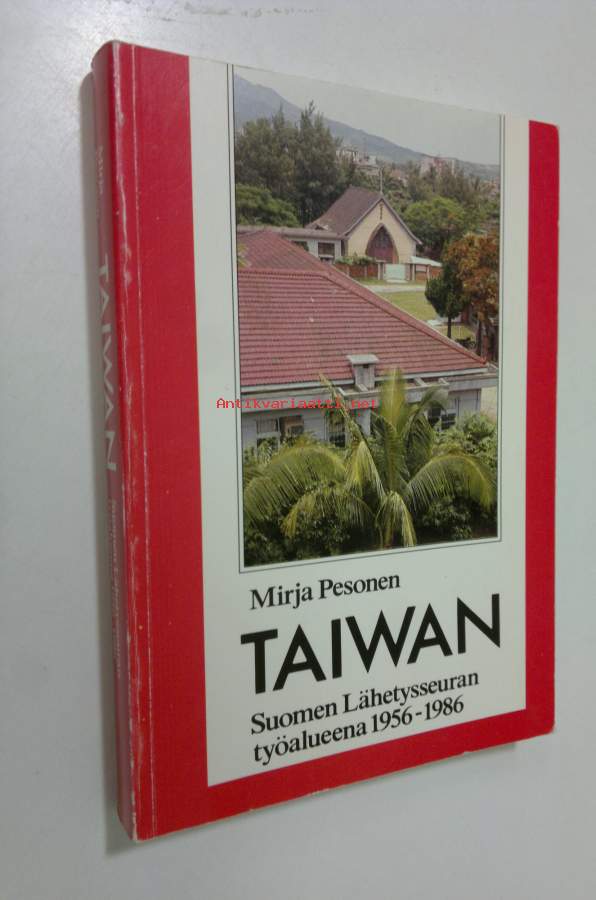 Antikvariaatti.net
Mirja Pesonen
TAIWAN
Suomen Lähetysseuran
työalueena 1956-1986
TAIWAN